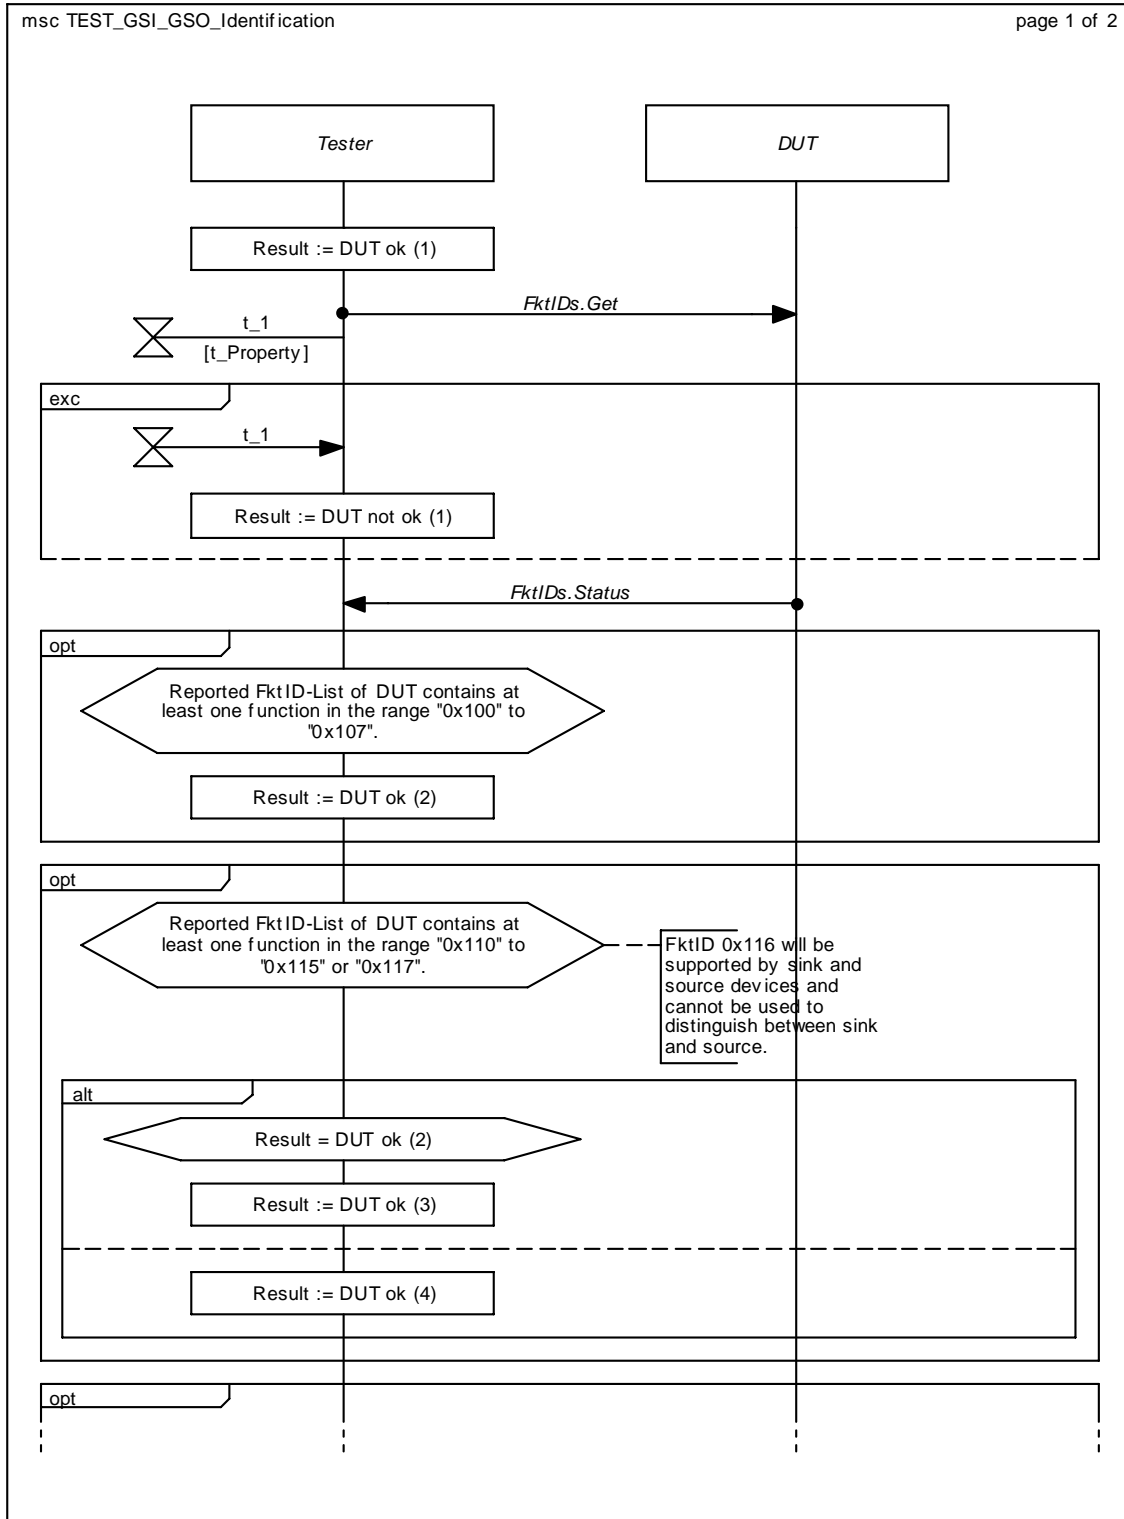 msc TEST_GSI_GSO_Identification
page 1 of 2
Tester
DUT
Result := DUT ok (1)
FktIDs.Get
t_1
[t_Property]
exc
t_1
Result := DUT not ok (1)
FktIDs.Status
opt
Reported FktID-List of DUT contains at
least one function in the range "0x100" to
"0x107".
Result := DUT ok (2)
opt
Reported FktID-List of DUT contains at
least one function in the range "0x110" to
"0x115" or "0x117".
FktID 0x116 will be
supported by sink and
source devices and
cannot be used to
distinguish between sink
and source.
alt
Result = DUT ok (2)
Result := DUT ok (3)
Result := DUT ok (4)
opt